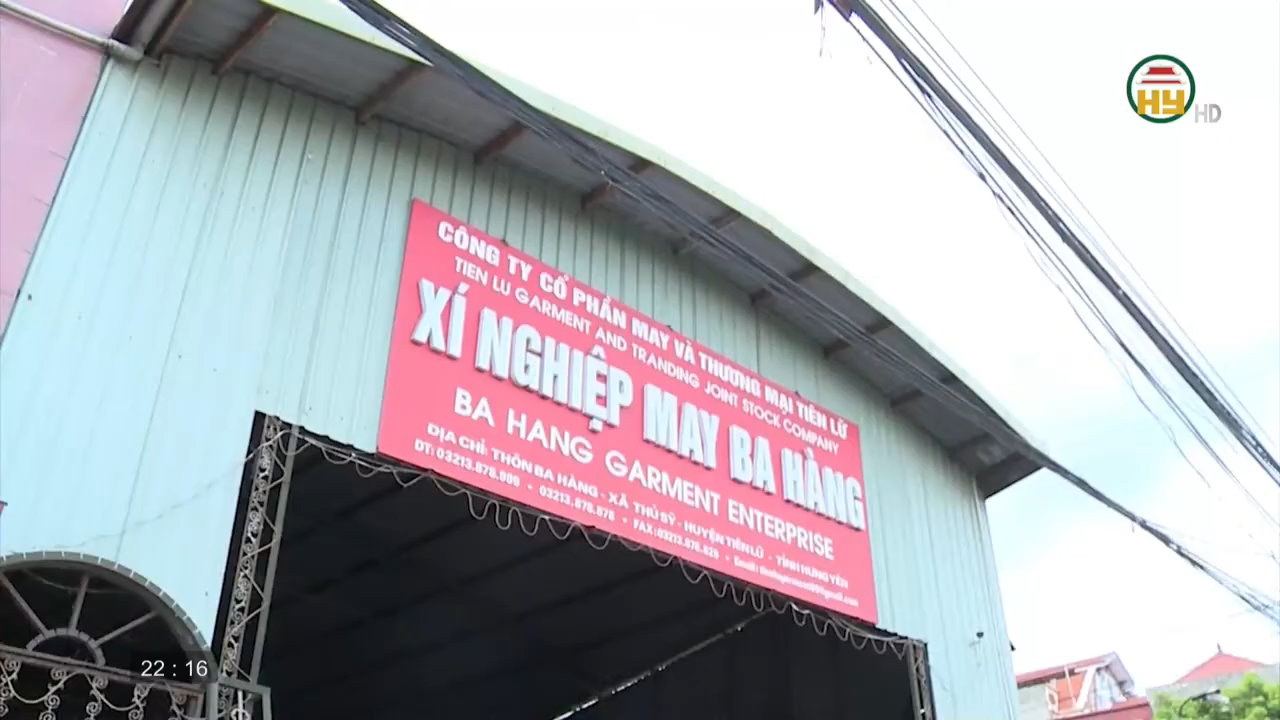 HY HD
CÔNG TY CỔ PHẦN MAY VÀ THƯƠNG MẠI TIÊN LỮ
TIEN LU GARMENT AND TRANDING JOINT STOCK COMPANY
XÍ NGHIỆP MAY BA HÀNG
BA HANG GARMENT ENTERPRISE
ĐỊA CHỈ: THÔN BA HÀNG - XÃ THỦ SỸ - HUYỆN TIÊN LỮ - TỈNH HƯNG YÊN
ĐT: 03213.878.999 • 03213.878.878 • FAX: 03213.878.829 • Email:
22 : 16